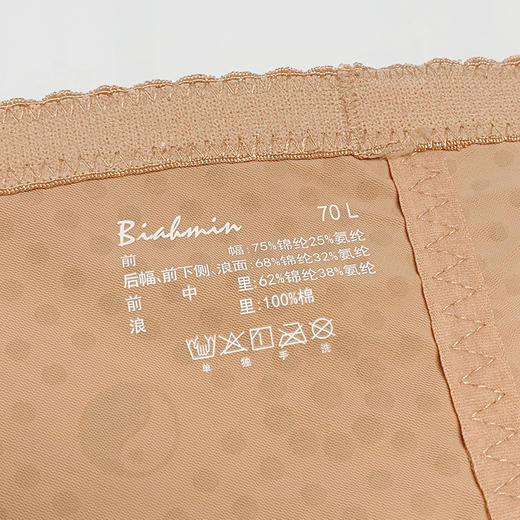 Biahmin 70 L
前 幅:75%锦纶25%氨纶
后幅、前下侧、浪面:68%锦纶32%氨纶
前 中 里:62%锦纶38%氨纶
浪 里:100%棉
单 独 手 洗